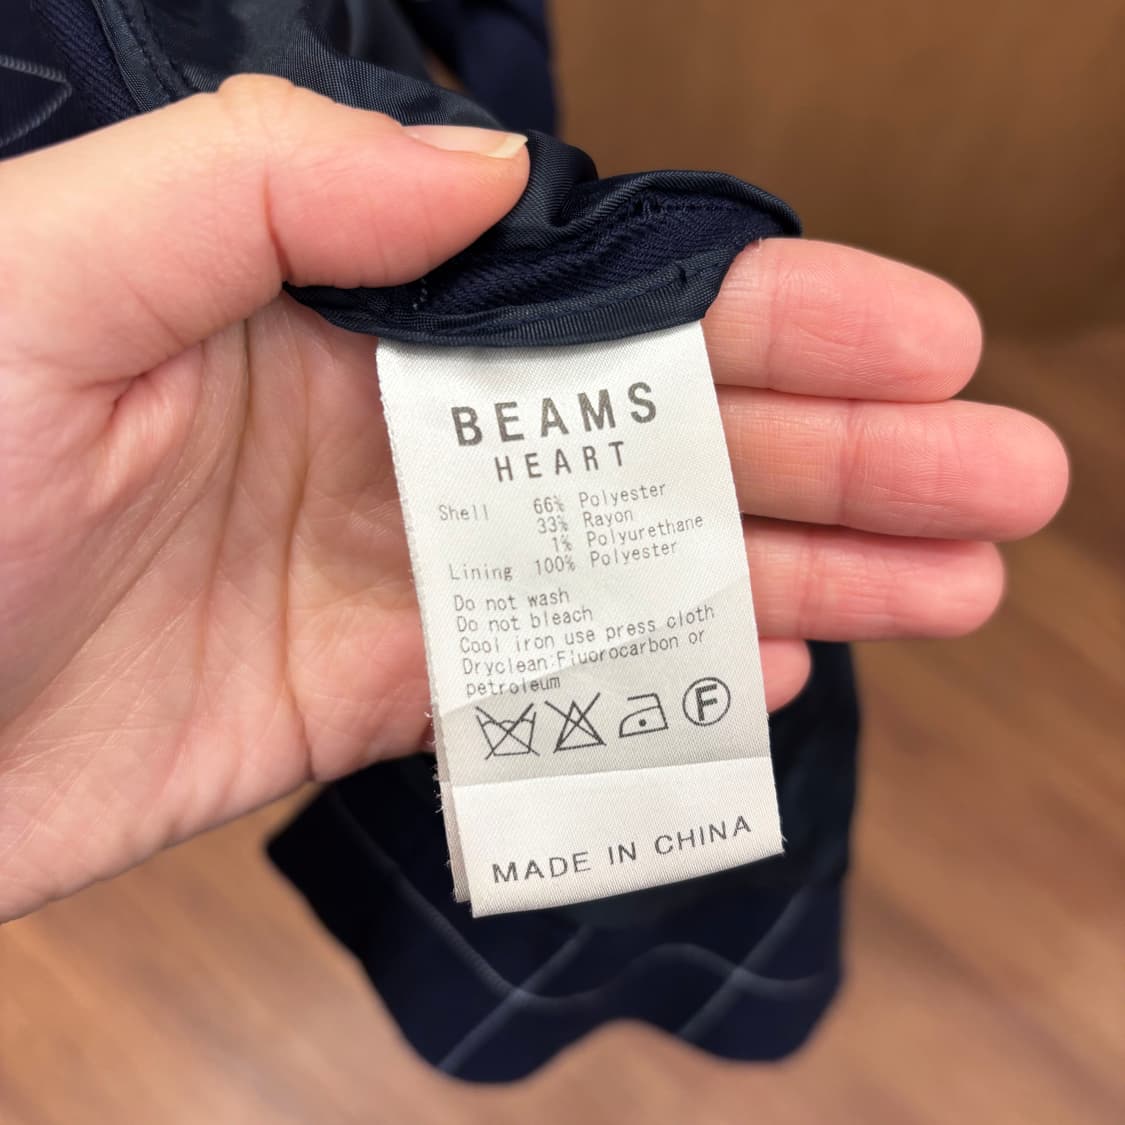 BEAMS
HEART
Shell 66% Polyester
33% Rayon
1% Polyurethane
Lining 100% Polyester
Do not wash
Do not bleach
Cool iron use press cloth
Dryclean:Fluorocarbon or
petroleum
F
MADE IN CHINA